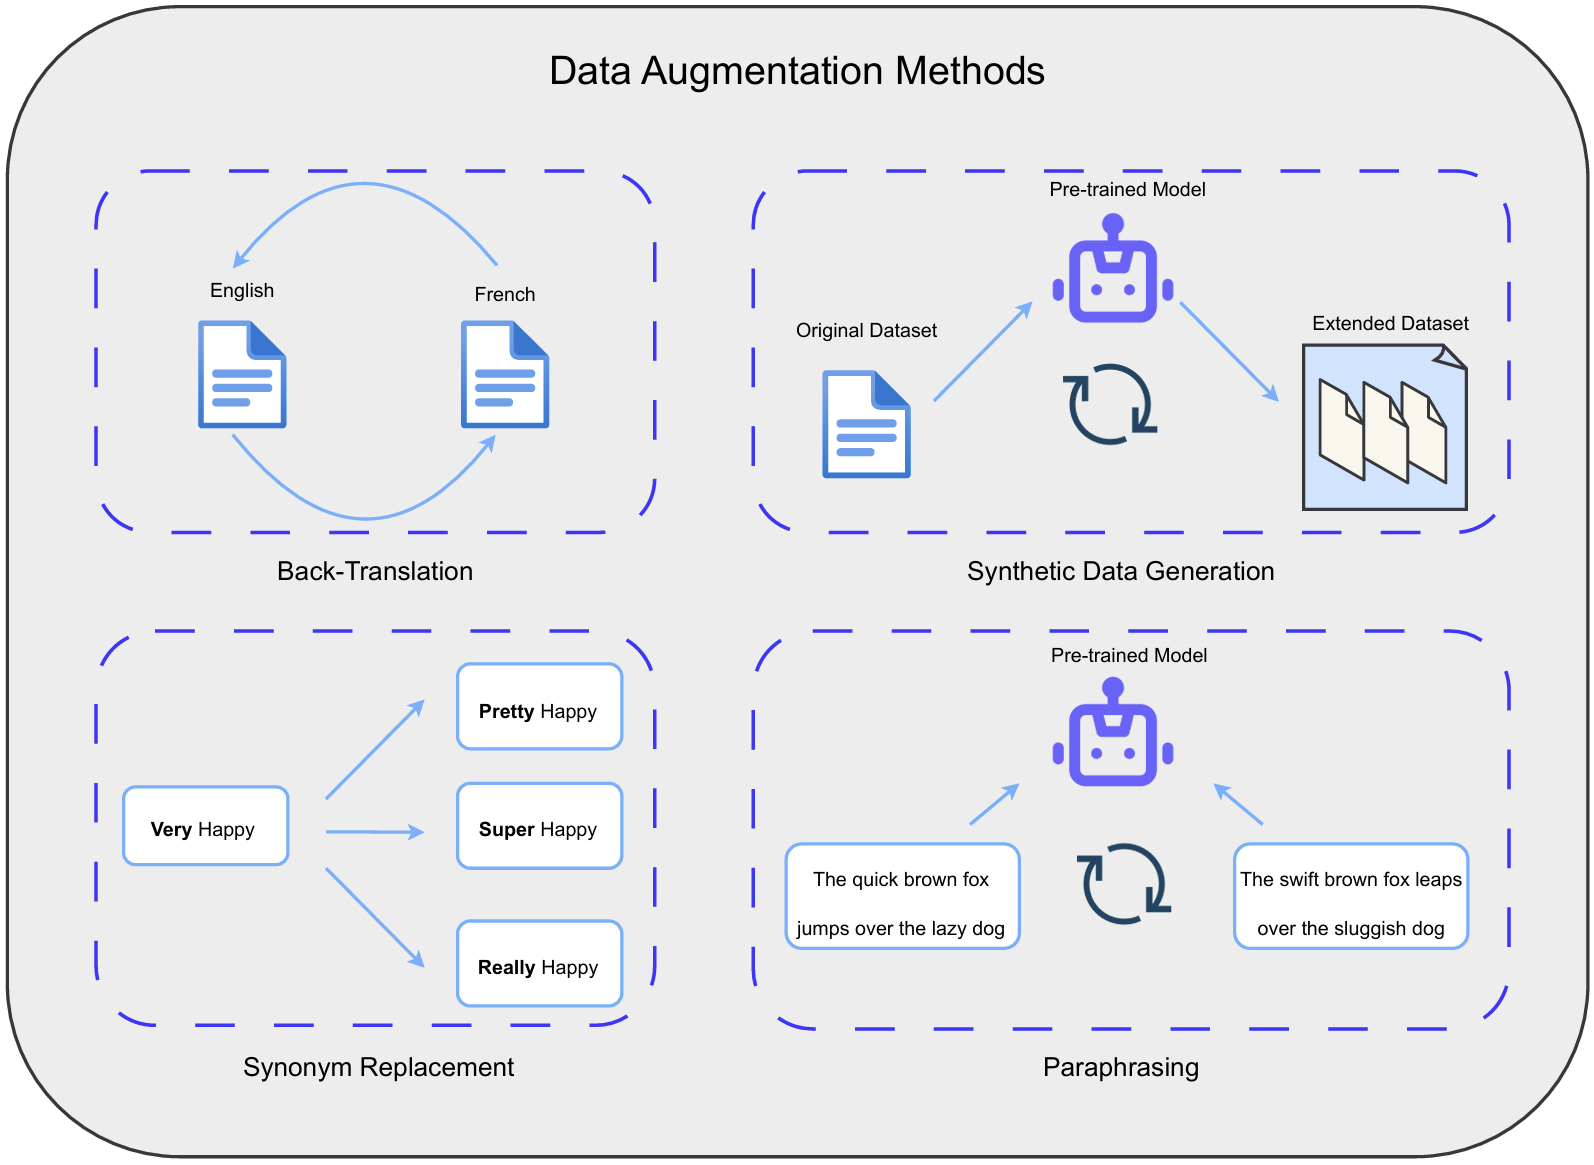 Data Augmentation Methods
English
French
Back-Translation
Pre-trained Model
Original Dataset
Extended Dataset
Synthetic Data Generation
Very Happy
Pretty Happy
Super Happy
Really Happy
Synonym Replacement
Pre-trained Model
The quick brown fox
jumps over the lazy dog
The swift brown fox leaps
over the sluggish dog
Paraphrasing